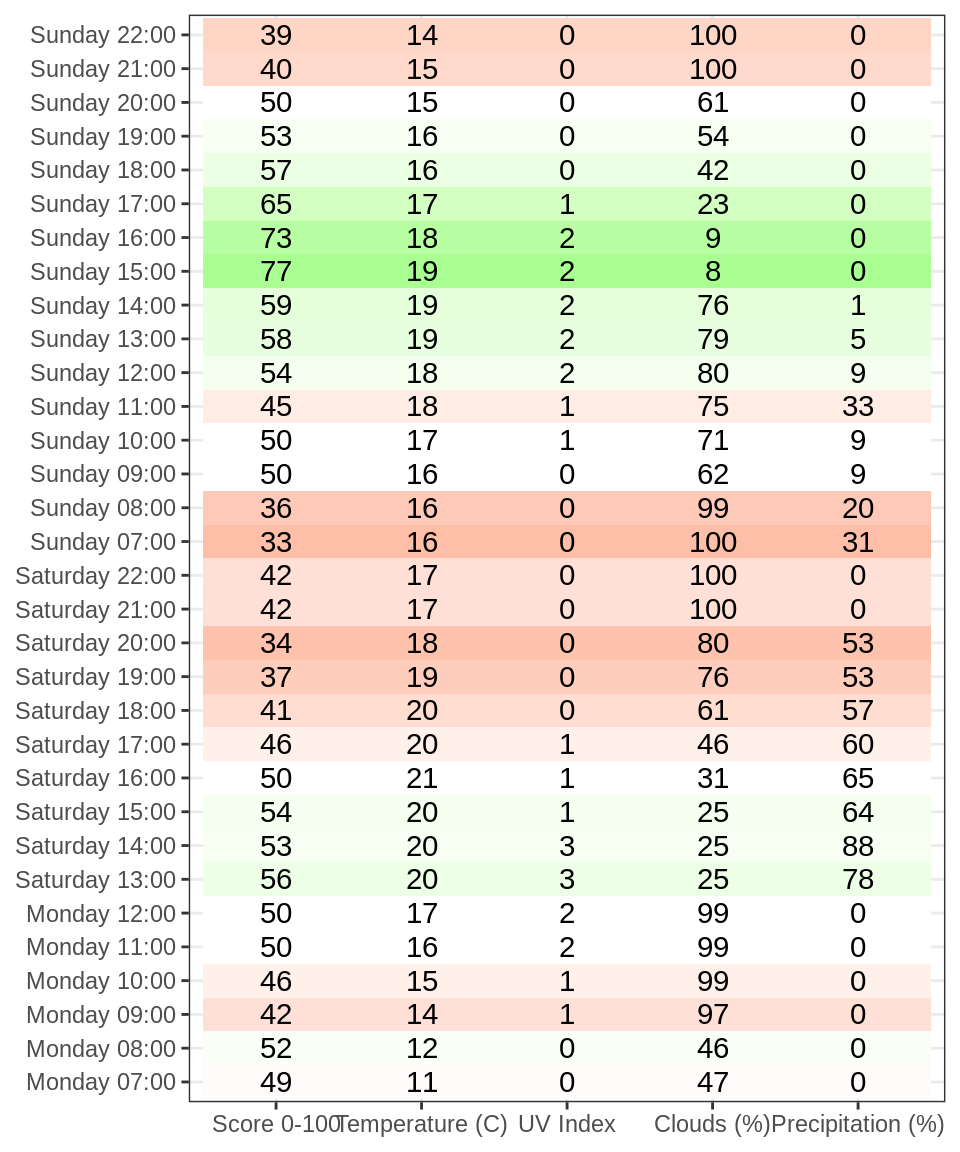 Sunday 22:00 39 14 0 100 0
Sunday 21:00 40 15 0 100 0
Sunday 20:00 50 15 0 61 0
Sunday 19:00 53 16 0 54 0
Sunday 18:00 57 16 0 42 0
Sunday 17:00 65 17 1 23 0
Sunday 16:00 73 18 2 9 0
Sunday 15:00 77 19 2 8 0
Sunday 14:00 59 19 2 76 1
Sunday 13:00 58 19 2 79 5
Sunday 12:00 54 18 2 80 9
Sunday 11:00 45 18 1 75 33
Sunday 10:00 50 17 1 71 9
Sunday 09:00 50 16 0 62 9
Sunday 08:00 36 16 0 99 20
Sunday 07:00 33 16 0 100 31
Saturday 22:00 42 17 0 100 0
Saturday 21:00 42 17 0 100 0
Saturday 20:00 34 18 0 80 53
Saturday 19:00 37 19 0 76 53
Saturday 18:00 41 20 0 61 57
Saturday 17:00 46 20 1 46 60
Saturday 16:00 50 21 1 31 65
Saturday 15:00 54 20 1 25 64
Saturday 14:00 53 20 3 25 88
Saturday 13:00 56 20 3 25 78
Monday 12:00 50 17 2 99 0
Monday 11:00 50 16 2 99 0
Monday 10:00 46 15 1 99 0
Monday 09:00 42 14 1 97 0
Monday 08:00 52 12 0 46 0
Monday 07:00 49 11 0 47 0
Score 0-100 Temperature (C) UV Index Clouds (%) Precipitation (%)